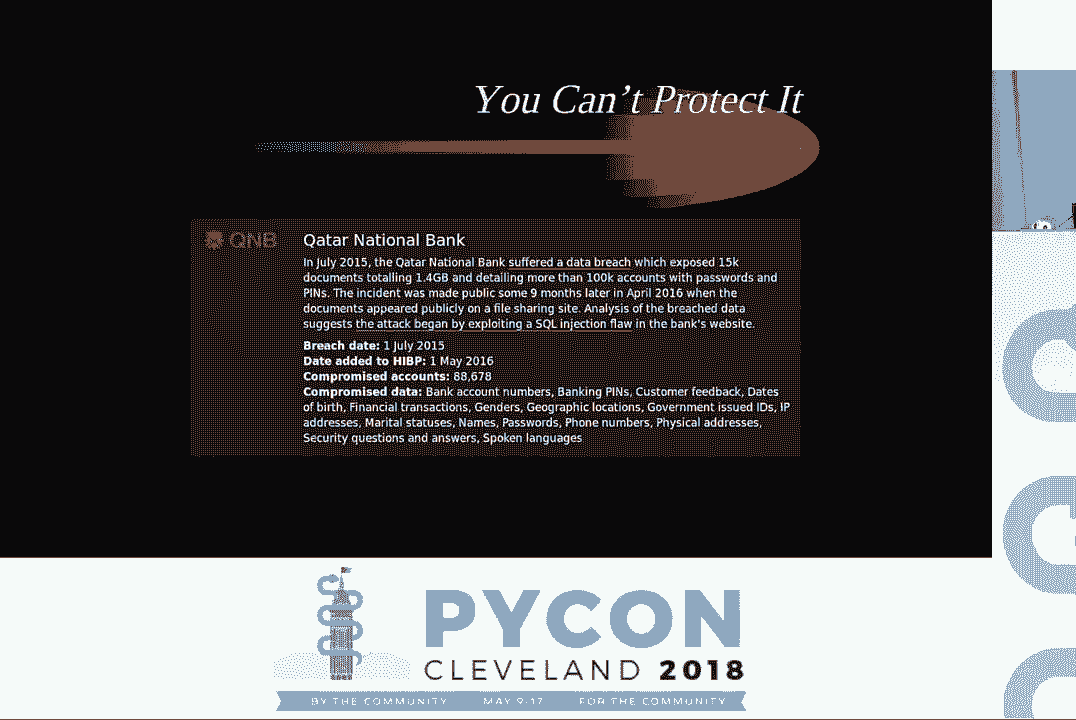 You Can't Protect It
QNB
Qatar National Bank
In July 2015, the Qatar National Bank suffered a data breach which exposed 15k
documents totalling 1.4GB and detailing more than 100k accounts with passwords and
PINs. The incident was made public some 9 months later in April 2016 when the
documents appeared publicly on a file sharing site. Analysis of the breached data
suggests the attack began by exploiting a SQL injection flaw in the bank's website.
Breach date: 1 July 2015
Date added to HIBP: 1 May 2016
Compromised accounts: 88,678
Compromised data: Bank account numbers, Banking PINs, Customer feedback, Dates
of birth, Financial transactions, Genders, Geographic locations, Government issued IDs, IP
addresses, Marital statuses, Names, Passwords, Phone numbers, Physical addresses,
Security questions and answers, Spoken languages
PYCON
CLEVELAND 2018
BY THE COMMUNITY MAY 9-17 FOR THE COMMUNITY